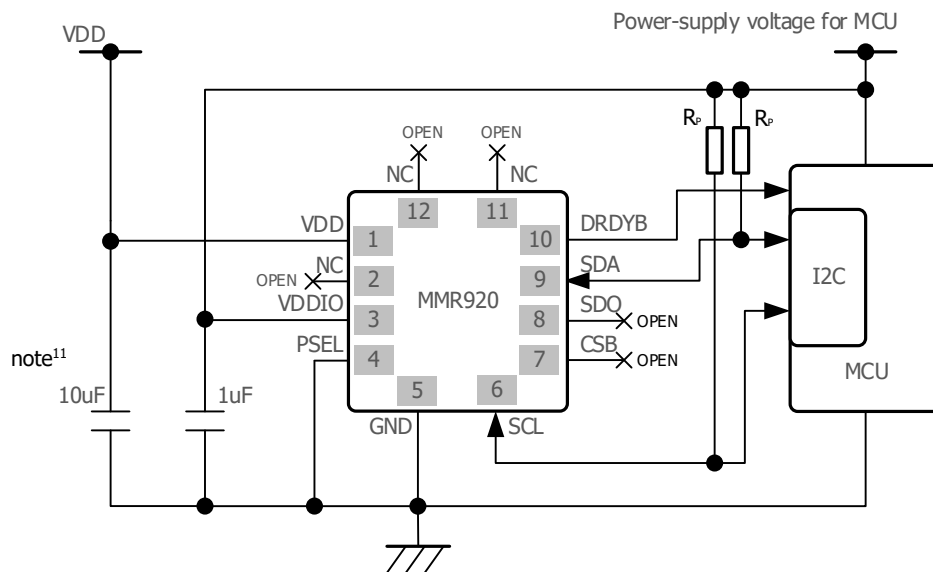 Power-supply voltage for MCU
VDD
Rₚ Rₚ
OPEN OPEN
NC NC
12 11
VDD 1 10 DRDYB
OPEN NC 2 9 SDA
I2C
MMR920
VDDIO 3 8 SDO OPEN
PSEL 4 7 CSB OPEN
note¹¹
MCU
5 6
10uF 1uF
GND SCL